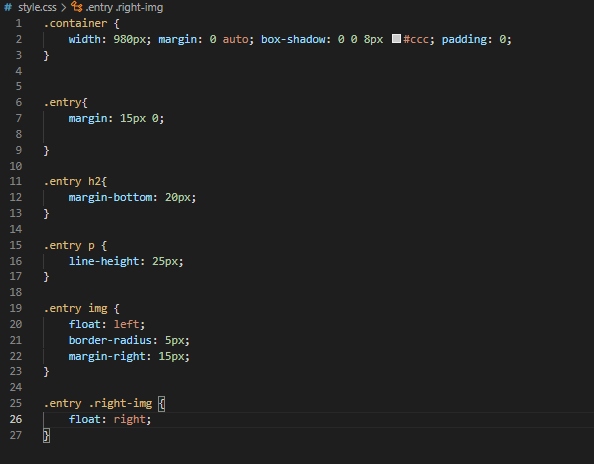 # style.css > .entry .right-img
1 .container {
2 width: 980px; margin: 0 auto; box-shadow: 0 0 8px #ccc; padding: 0;
3 }
4
5
6 .entry{
7 margin: 15px 0;
8
9 }
10
11 .entry h2{
12 margin-bottom: 20px;
13 }
14
15 .entry p {
16 line-height: 25px;
17 }
18
19 .entry img {
20 float: left;
21 border-radius: 5px;
22 margin-right: 15px;
23 }
24
25 .entry .right-img {
26 float: right;
27 }